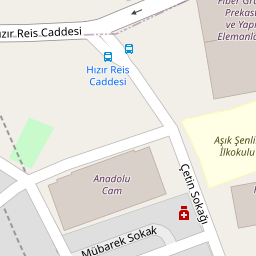 Fiber Gr
Prekast
ve Yapı
Elemanla
Hızır Reis Caddesi
Hızır Reis
Caddesi
Aşık Şenli
İlkokulu
Çetin Sokağı
Anadolu
Cam
Mübarek Sokak